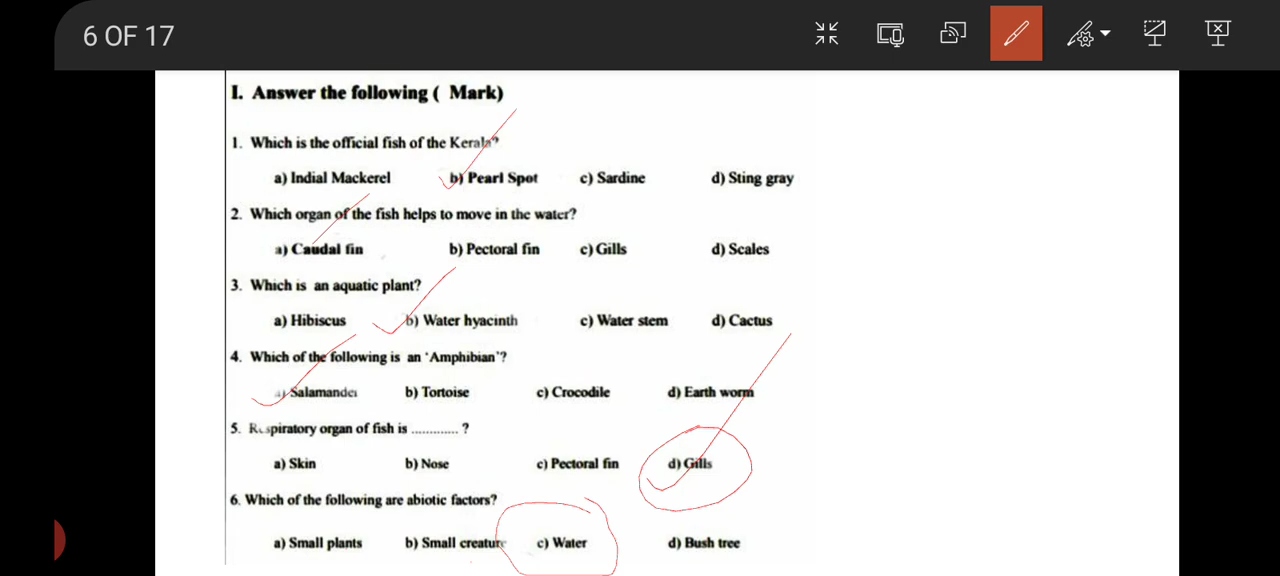 6 OF 17
I. Answer the following ( Mark)
1. Which is the official fish of the Kerala?
a) Indial Mackerel b) Pearl Spot c) Sardine d) Sting gray
2. Which organ of the fish helps to move in the water?
a) Caudal fin b) Pectoral fin c) Gills d) Scales
3. Which is an aquatic plant?
a) Hibiscus b) Water hyacinth c) Water stem d) Cactus
4. Which of the following is an ‘Amphibian’?
a) Salamander b) Tortoise c) Crocodile d) Earth worm
5. Respiratory organ of fish is ............ ?
a) Skin b) Nose c) Pectoral fin d) Gills
6. Which of the following are abiotic factors?
a) Small plants b) Small creature c) Water d) Bush tree